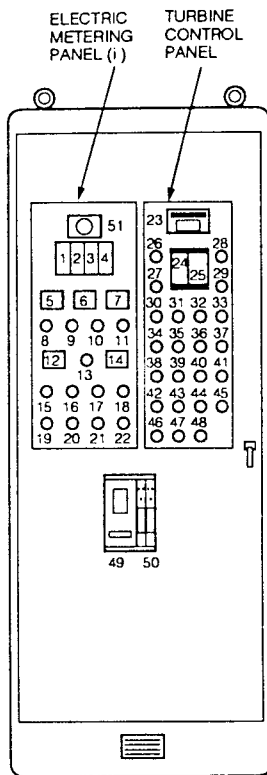 ELECTRIC
METERING
PANEL (i)
TURBINE
CONTROL
PANEL
51
1 2 3 4
5 6 7
8 9 10 11
12 13 14
15 16 17 18
19 20 21 22
23
26 24 25 28
27 29
30 31 32 33
34 35 36 37
38 39 40 41
42 43 44 45
46 47 48
49 50